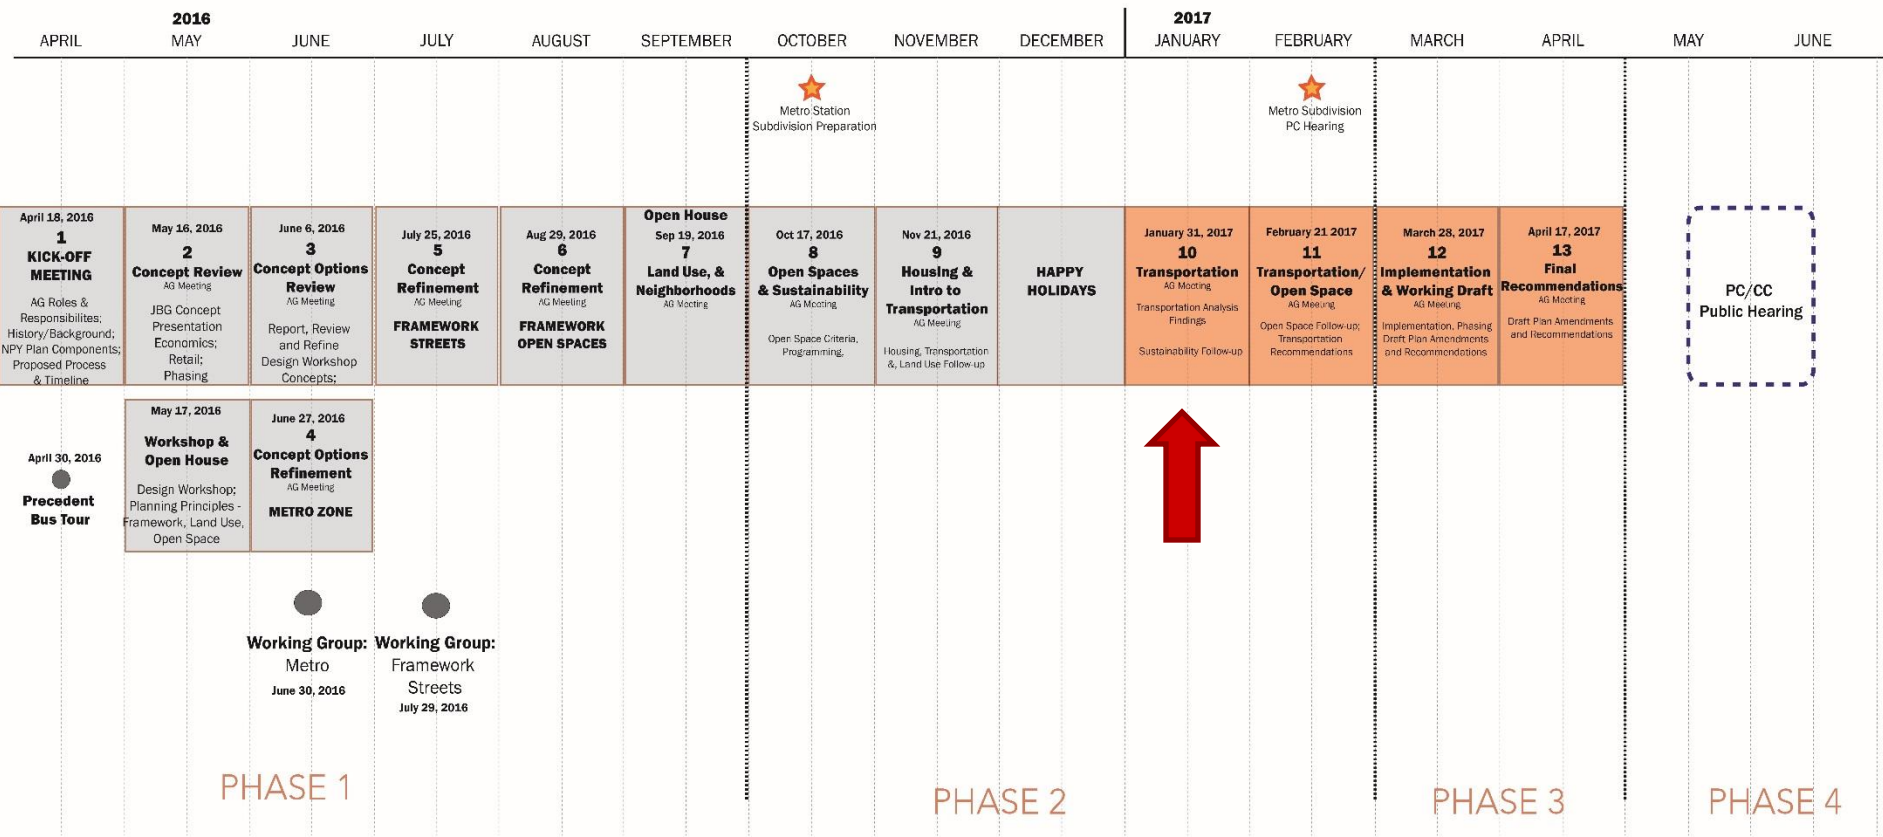 2016
2017
APRIL MAY JUNE JULY AUGUST SEPTEMBER OCTOBER NOVEMBER DECEMBER JANUARY FEBRUARY MARCH APRIL MAY JUNE
Metro Station
Subdivision Preparation
Metro Subdivision
PC Hearing
April 18, 2016
1
KICK-OFF
MEETING
AG Roles &
Responsibilites;
History/Background;
NPY Plan Components;
Proposed Process
& Timeline
May 16, 2016
2
Concept Review
AG Meeting
JBG Concept
Presentation
Economics;
Retail;
Phasing
June 6, 2016
3
Concept Options
Review
AG Meeting
Report, Review
and Refine
Design Workshop
Concepts;
July 25, 2016
5
Concept
Refinement
AG Meeting
FRAMEWORK
STREETS
Aug 29, 2016
6
Concept
Refinement
AG Meeting
FRAMEWORK
OPEN SPACES
Open House
Sep 19, 2016
7
Land Use, &
Neighborhoods
AG Meeting
Oct 17, 2016
8
Open Spaces
& Sustainability
AG Meeting
Open Space Criteria,
Programming,
Nov 21, 2016
9
Housing &
Intro to
Transportation
AG Meeting
Housing, Transportation
&, Land Use Follow-up
HAPPY
HOLIDAYS
January 31, 2017
10
Transportation
AG Meeting
Transportation Analysis
Findings
Sustainability Follow-up
February 21 2017
11
Transportation/
Open Space
AG Meeting
Open Space Follow-up;
Transportation
Recommendations
March 28, 2017
12
Implementation
& Working Draft
AG Meeting
Implementation, Phasing
Draft Plan Amendments
and Recommendations
April 17, 2017
13
Final
Recommendations
AG Meeting
Draft Plan Amendments
and Recommendations
PC/CC
Public Hearing
April 30, 2016
Precedent
Bus Tour
May 17, 2016
Workshop &
Open House
Design Workshop;
Planning Principles -
Framework, Land Use,
Open Space
June 27, 2016
4
Concept Options
Refinement
AG Meeting
METRO ZONE
Working Group:
Metro
June 30, 2016
Working Group:
Framework
Streets
July 29, 2016
PHASE 1
PHASE 2
PHASE 3
PHASE 4